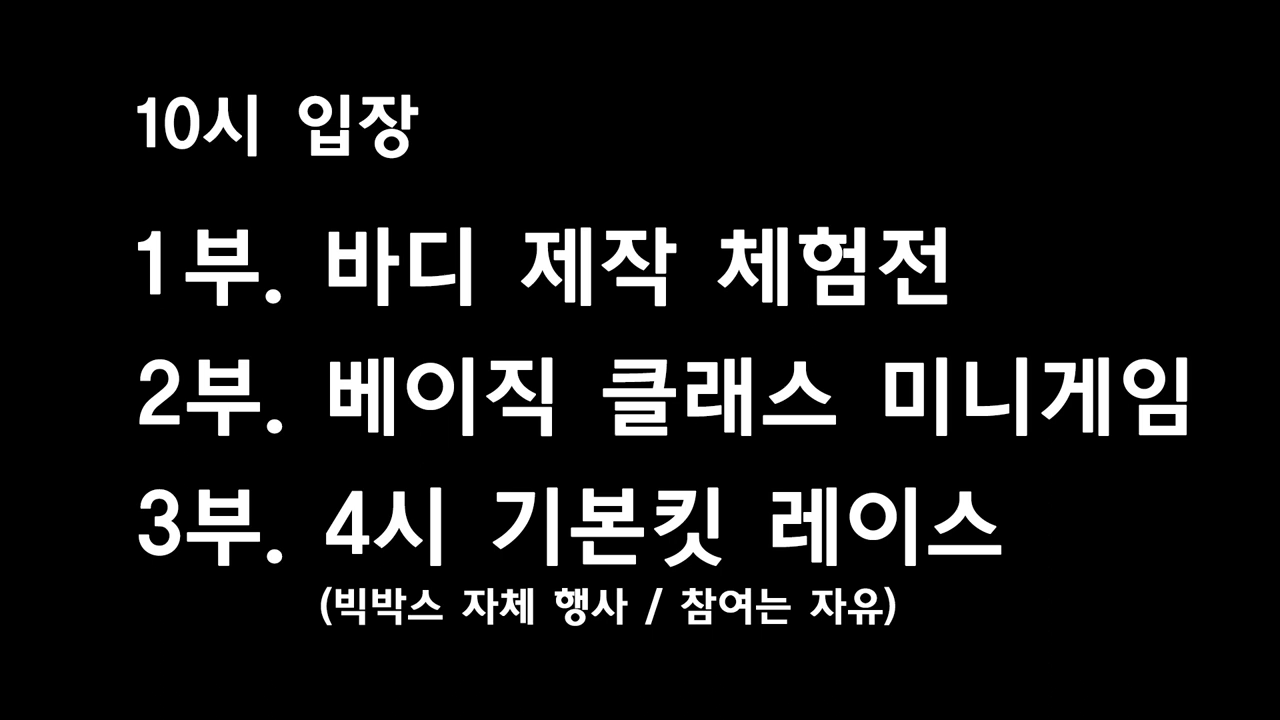 10시 입장
1부. 바디 제작 체험전
2부. 베이직 클래스 미니게임
3부. 4시 기본킷 레이스
(빅박스 자체 행사 / 참여는 자유)